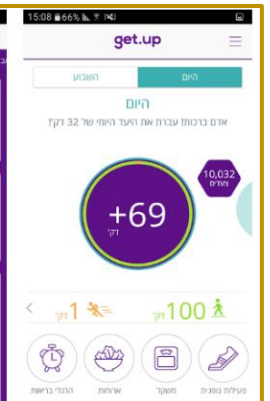 15:08 66%
get.up
היום השבוע
היום
אדם ברכות! עברת את היעד היומי של 32 דק'!
10,032
צעדים
+69
דק'
100 דק' 1 דק'
פעילות גופנית משקל ארוחות הרגלי בריאות